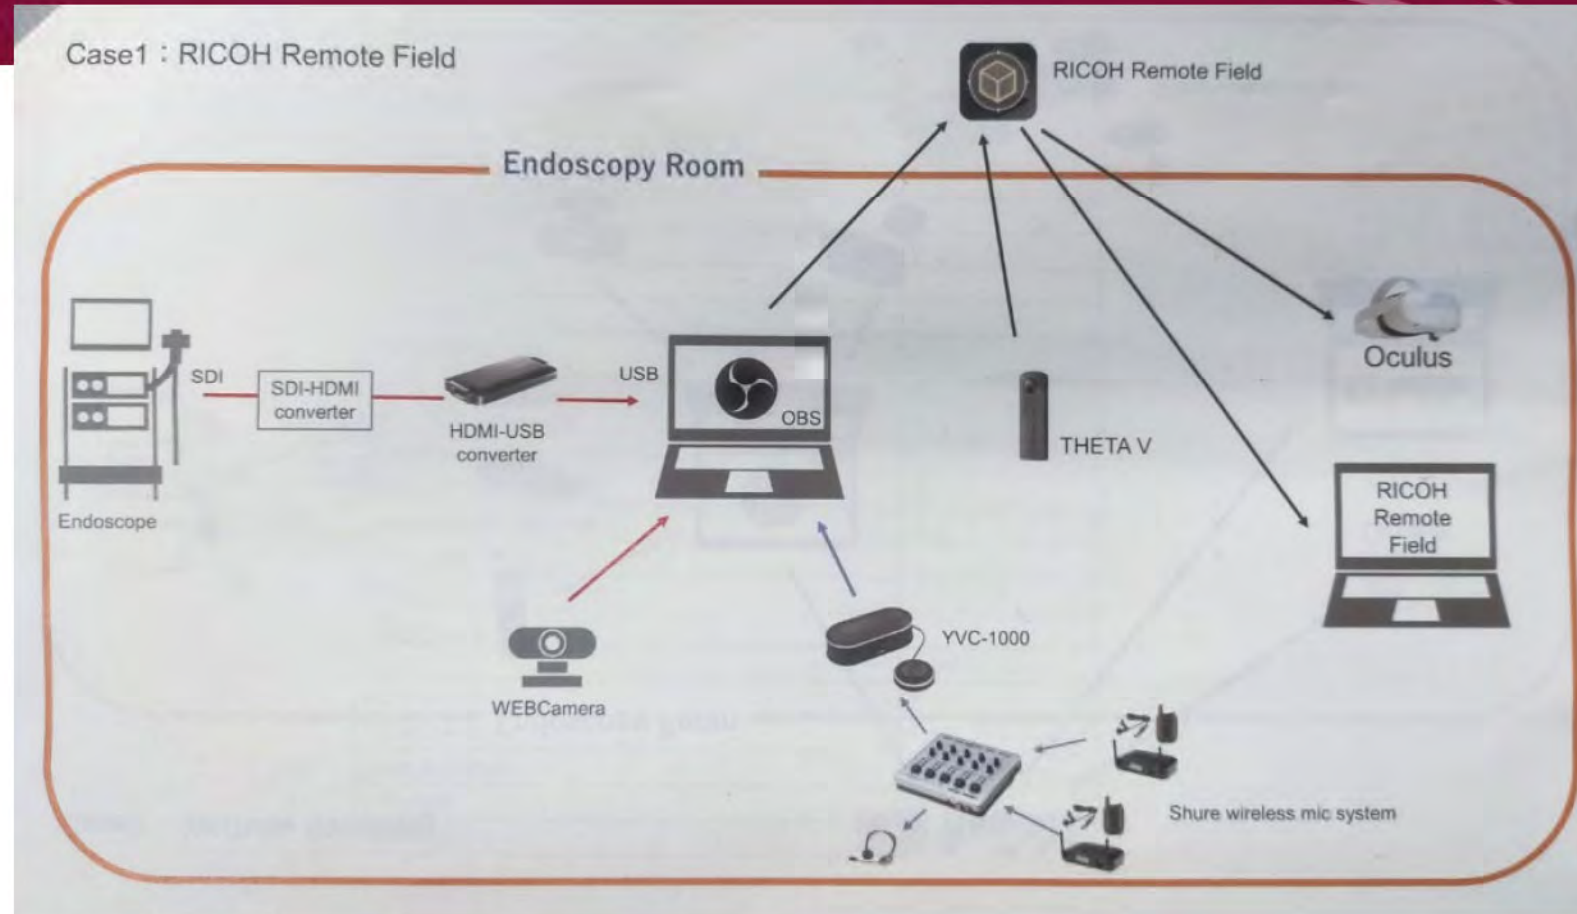 Case1：RICOH Remote Field
RICOH Remote Field
Endoscopy Room
SDI
SDI-HDMI
converter
HDMI-USB
converter
USB
OBS
THETA V
Oculus
RICOH
Remote
Field
Endoscope
WEBCamera
YVC-1000
Shure wireless mic system